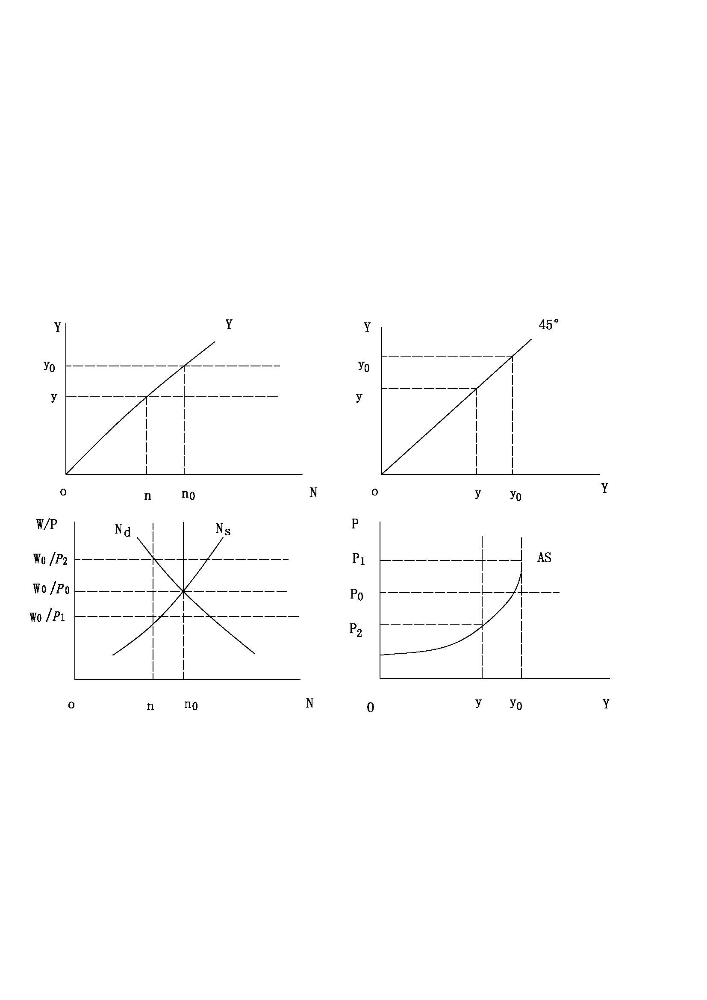 Y Y Y 45°
y0 y0
y y
o n n0 N o y y0 Y
W/P Nd Ns P
W0/P2 P1 AS
W0/P0 P0
W0/P1 P2
o n n0 N O y y0 Y